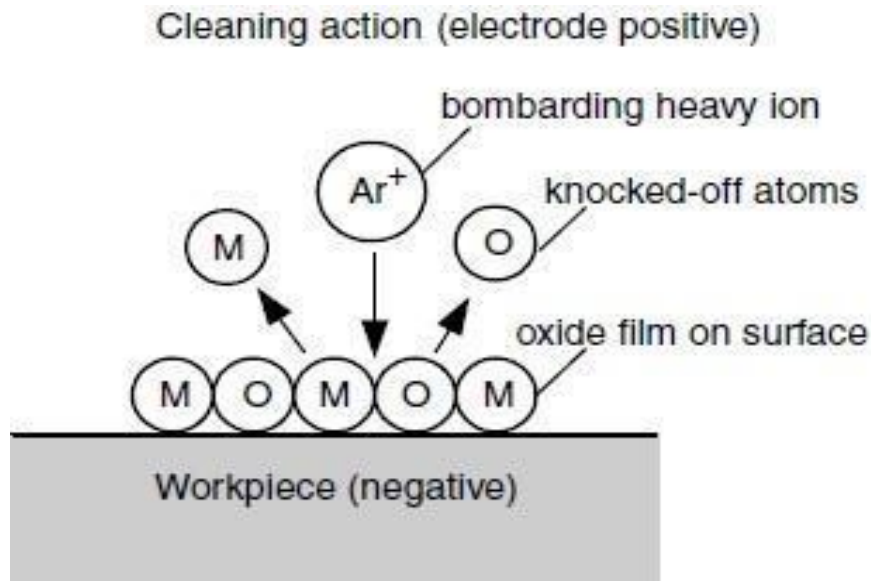 Cleaning action (electrode positive)
bombarding heavy ion
Ar+
knocked-off atoms
M
O
oxide film on surface
M O M O M
Workpiece (negative)